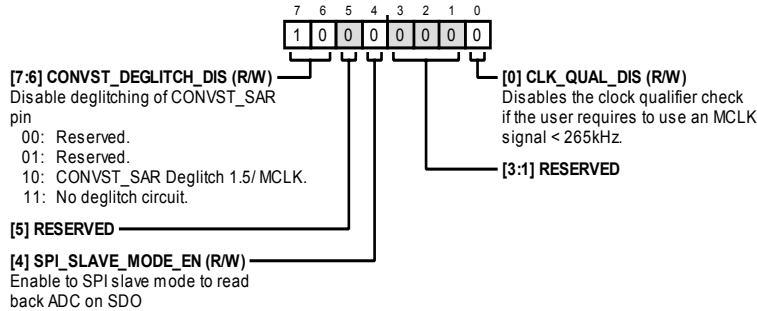 7 6 5 4 3 2 1 0
1 0 0 0 0 0 0 0
[7:6] CONVST_DEGLITCH_DIS (R/W)
Disable deglitching of CONVST_SAR
pin
00: Reserved.
01: Reserved.
10: CONVST_SAR Deglitch 1.5/ MCLK.
11: No deglitch circuit.
[5] RESERVED
[4] SPI_SLAVE_MODE_EN (R/W)
Enable to SPI slave mode to read
back ADC on SDO
[0] CLK_QUAL_DIS (R/W)
Disables the clock qualifier check
if the user requires to use an MCLK
signal < 265kHz.
[3:1] RESERVED